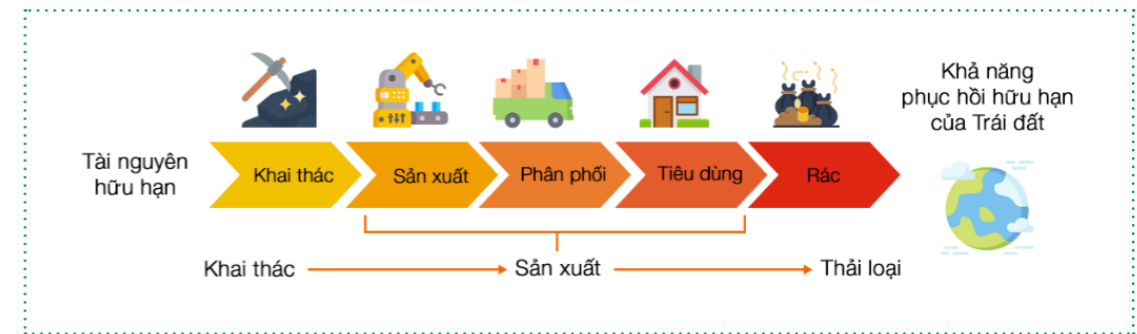 Tài nguyên
hữu hạn
Khai thác
Sản xuất
Phân phối
Tiêu dùng
Rác
Khả năng
phục hồi hữu hạn
của Trái đất
Khai thác
Sản xuất
Thải loại